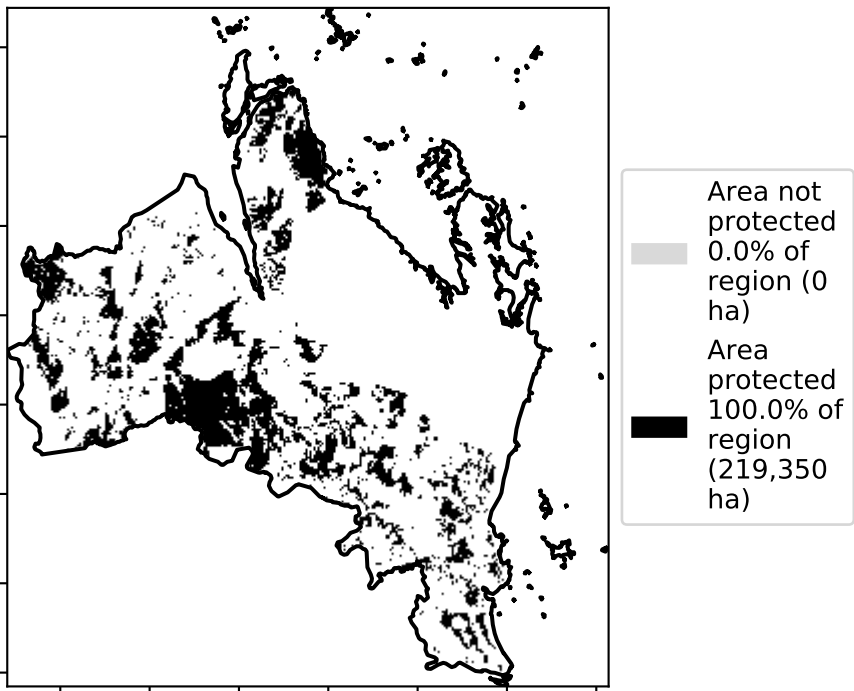 Area not
protected
0.0% of
region (0
ha)
Area
protected
100.0% of
region
(219,350
ha)